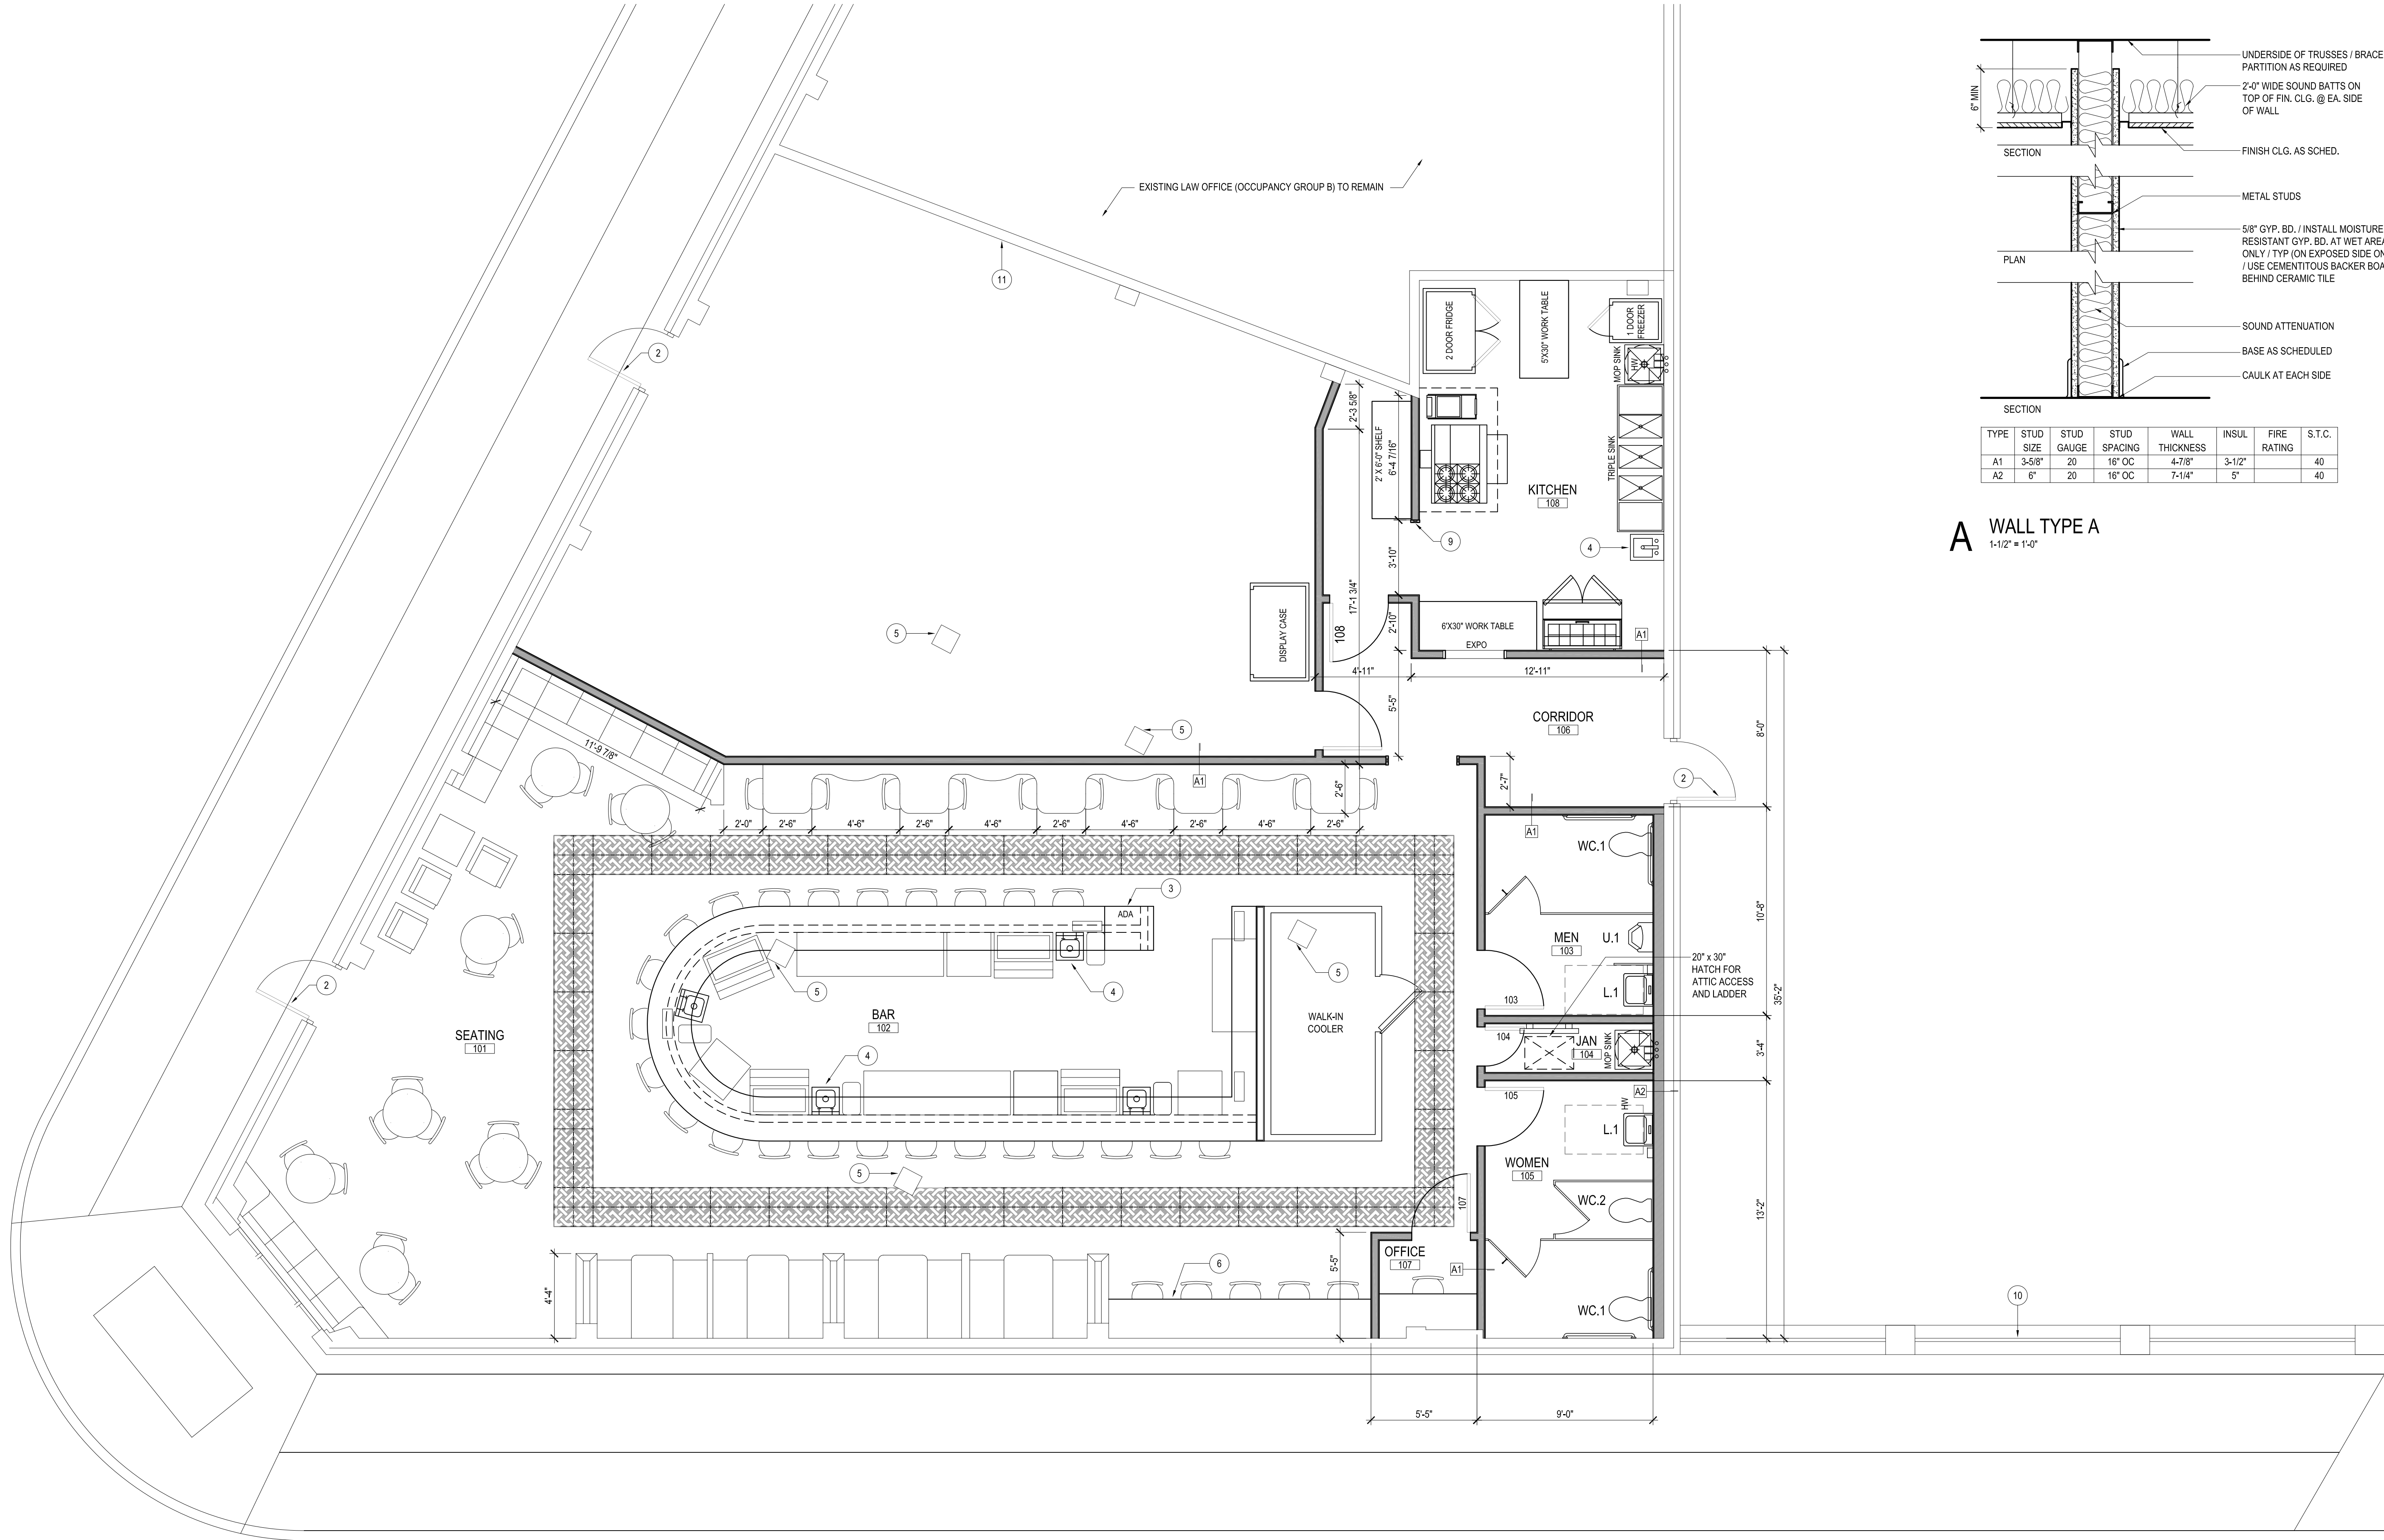 UNDERSIDE OF TRUSSES / BRACE
PARTITION AS REQUIRED
2'-0" WIDE SOUND BATTS ON
TOP OF FIN. CLG. @ EA. SIDE
OF WALL
6" MIN
SECTION
FINISH CLG. AS SCHED.
METAL STUDS
5/8" GYP. BD. / INSTALL MOISTURE
RESISTANT GYP. BD. AT WET AREA
ONLY / TYP (ON EXPOSED SIDE ON
/ USE CEMENTITOUS BACKER BOA
BEHIND CERAMIC TILE
PLAN
SOUND ATTENUATION
BASE AS SCHEDULED
CAULK AT EACH SIDE
SECTION
TYPE STUD SIZE STUD GAUGE STUD SPACING WALL THICKNESS INSUL FIRE RATING S.T.C.
A1 3-5/8" 20 16" OC 4-7/8" 3-1/2" 40
A2 6" 20 16" OC 7-1/4" 5" 40
A WALL TYPE A
1-1/2" = 1'-0"
EXISTING LAW OFFICE (OCCUPANCY GROUP B) TO REMAIN
11
2
2 DOOR FRIDGE
5'X30" WORK TABLE
1 DOOR
FREEZER
MOP SINK
HW
2'-3 5/8"
2' X 6'-0" SHELF
6'-4 7/16"
TRIPLE SINK
KITCHEN
108
9
4
3'-10"
17'-1 3/4"
2'-10"
108
DISPLAY CASE
6'X30" WORK TABLE
EXPO
A1
5
4'-11"
12'-11"
5'-5"
CORRIDOR
106
8'-0"
35'-2"
5
A1
2
11'-9 7/8"
2'-6"
2'-7"
2'-0"
2'-6"
4'-6"
2'-6"
4'-6"
2'-6"
4'-6"
2'-6"
4'-6"
2'-6"
A1
WC.1
3
ADA
10'-8"
MEN
103
U.1
20" x 30"
HATCH FOR
ATTIC ACCESS
AND LADDER
5
5
4
2
L.1
103
BAR
102
WALK-IN
COOLER
SEATING
101
104
JAN
104
MOP SINK
3'-4"
4
105
A2
HW
L.1
WOMEN
105
5
107
WC.2
13'-2"
OFFICE
107
5'-5"
6
A1
4'-4"
WC.1
10
5'-5"
9'-0"